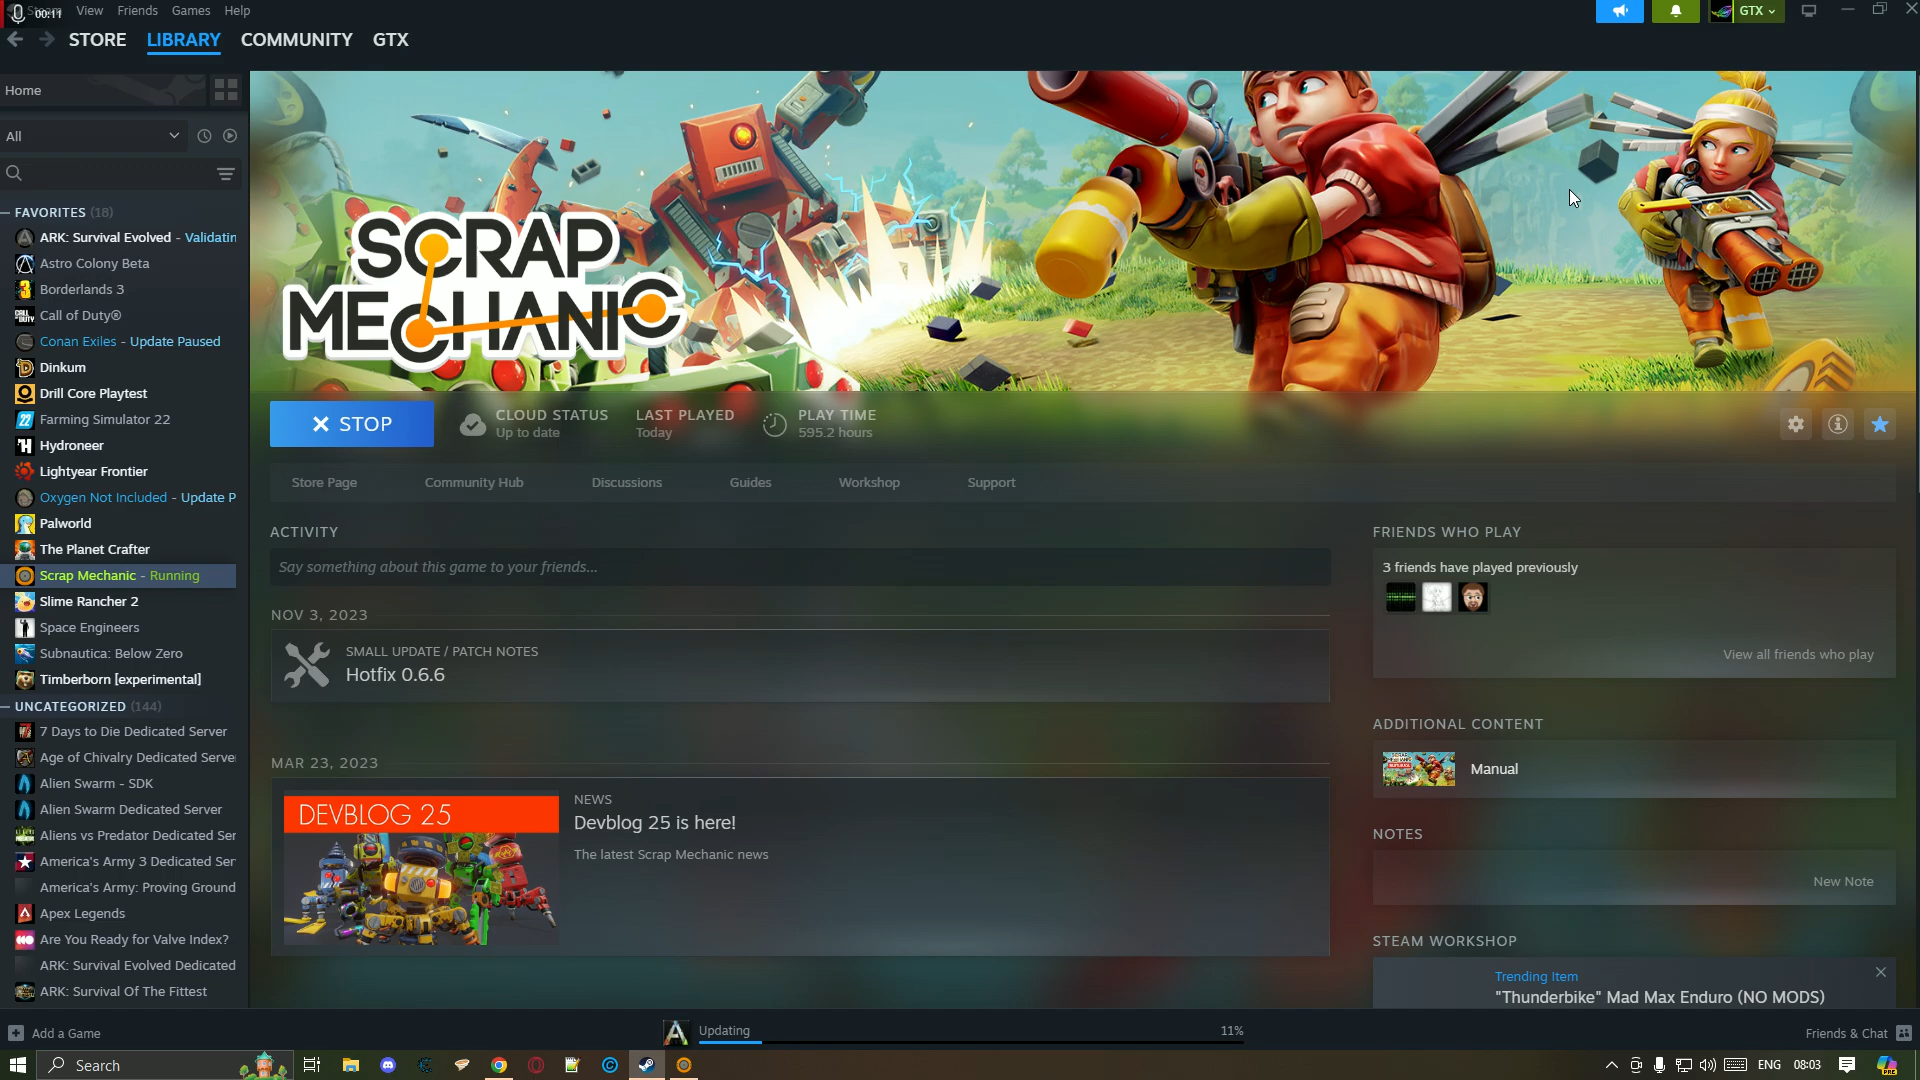 00:11
View Friends Games Help
GTX
STORE LIBRARY COMMUNITY GTX
Home
All
FAVORITES (18)
ARK: Survival Evolved - Validatin
Astro Colony Beta
Borderlands 3
Call of Duty®
Conan Exiles - Update Paused
Dinkum
Drill Core Playtest
Farming Simulator 22
Hydroneer
Lightyear Frontier
Oxygen Not Included - Update P
Palworld
The Planet Crafter
Scrap Mechanic - Running
Slime Rancher 2
Space Engineers
Subnautica: Below Zero
Timberborn [experimental]
UNCATEGORIZED (144)
7 Days to Die Dedicated Server
Age of Chivalry Dedicated Serve
Alien Swarm - SDK
Alien Swarm Dedicated Server
Aliens vs Predator Dedicated Ser
America's Army 3 Dedicated Ser
America's Army: Proving Ground
Apex Legends
Are You Ready for Valve Index?
ARK: Survival Evolved Dedicated
ARK: Survival Of The Fittest
SCRAP
MECHANIC
STOP
CLOUD STATUS
Up to date
LAST PLAYED
Today
PLAY TIME
595.2 hours
Store Page Community Hub Discussions Guides Workshop Support
ACTIVITY
Say something about this game to your friends...
NOV 3, 2023
SMALL UPDATE / PATCH NOTES
Hotfix 0.6.6
MAR 23, 2023
DEVBLOG 25
NEWS
Devblog 25 is here!
The latest Scrap Mechanic news
FRIENDS WHO PLAY
3 friends have played previously
View all friends who play
ADDITIONAL CONTENT
Manual
NOTES
New Note
STEAM WORKSHOP
Trending Item
"Thunderbike" Mad Max Enduro (NO MODS)
Add a Game
Updating 11%
Friends & Chat
Search
ENG 08:03